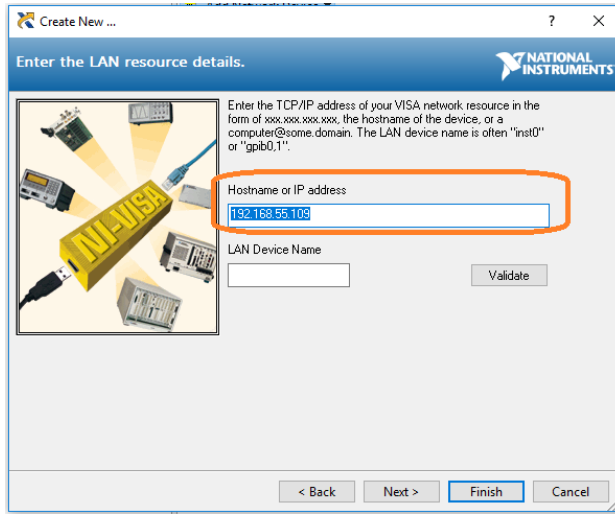 Create New ...
?
Enter the LAN resource details.
NATIONAL
INSTRUMENTS
NI-VISA
Enter the TCP/IP address of your VISA network resource in the
form of xxx.xxx.xxx.xxx, the hostname of the device, or a
computer@some.domain. The LAN device name is often "inst0"
or "gpib0,1".
Hostname or IP address
192.168.55.109
LAN Device Name
Validate
< Back
Next >
Finish
Cancel